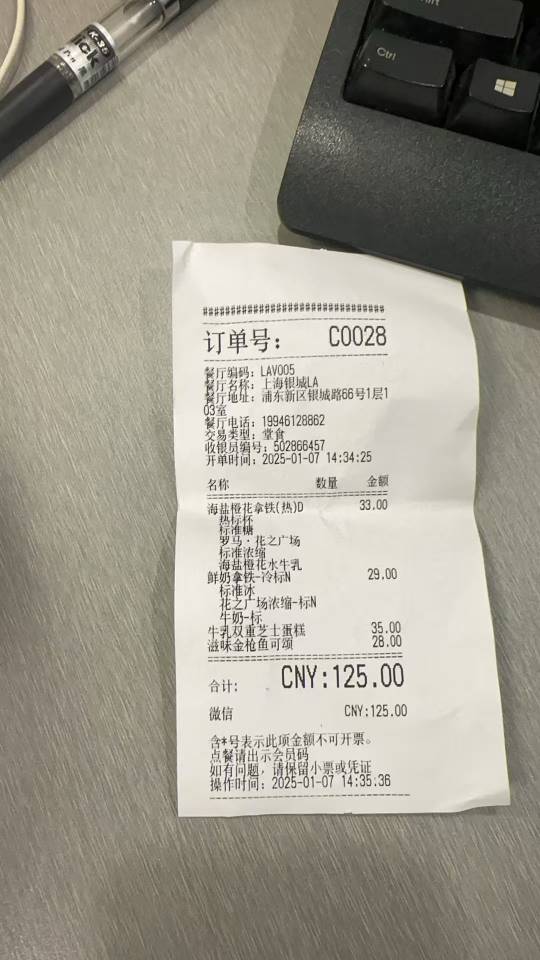 K-35
Ctrl
################################
订单号: C0028
餐厅编码: LAV005
餐厅名称: 上海银城LA
餐厅地址: 浦东新区银城路66号1层1
03室
餐厅电话: 19946128862
交易类型: 堂食
收银员编号: 502866457
开单时间: 2025-01-07 14:34:25
名称 数量 金额
海盐橙花拿铁(热)D 33.00
热标杯
标准糖
罗马·花之广场
标准浓缩
海盐橙花水牛乳
鲜奶拿铁-冷标N 29.00
标准冰
花之广场浓缩-标N
牛奶-标
牛乳双重芝士蛋糕 35.00
滋味金枪鱼可颂 28.00
合计: CNY:125.00
微信 CNY:125.00
含*号表示此项金额不可开票。
点餐请出示会员码
如有问题, 请保留小票或凭证
操作时间: 2025-01-07 14:35:36